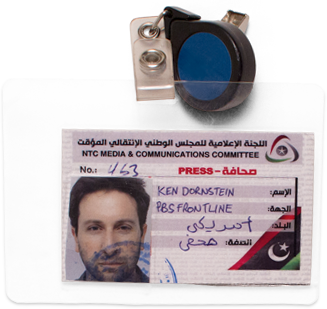 اللجنة الإعلامية للمجلس الوطني الإنتقالي المؤقت
NTC MEDIA & COMMUNICATIONS COMMITTEE
No.: 463
صحافة - PRESS
الإسم: KEN DORNSTEIN
الجهة: PBS FRONTLINE
البلد: أمريكي
الصفة: صحفي